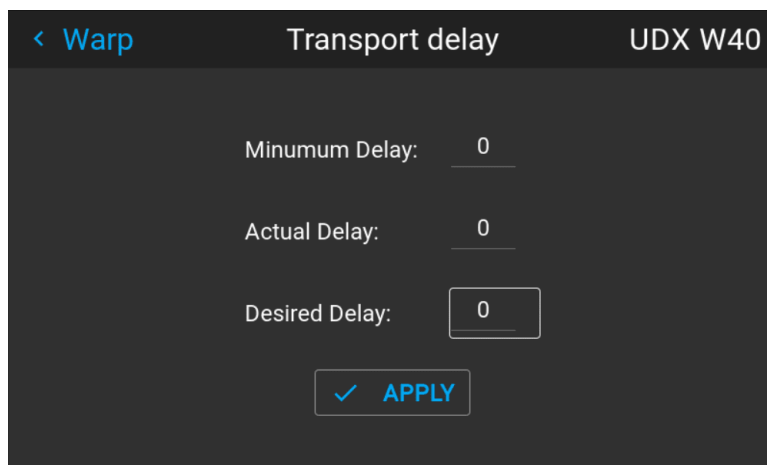 Warp Transport delay UDX W40
Minumum Delay: 0
Actual Delay: 0
Desired Delay: 0
APPLY